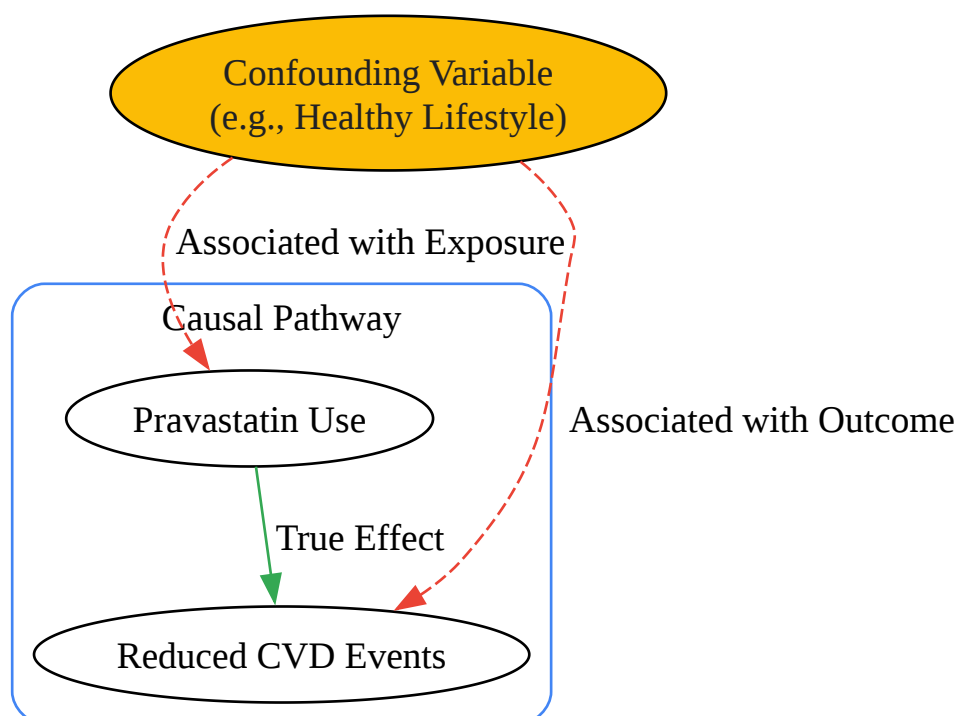 Confounding Variable
(e.g., Healthy Lifestyle)
Associated with Exposure
Causal Pathway
Pravastatin Use
Associated with Outcome
True Effect
Reduced CVD Events